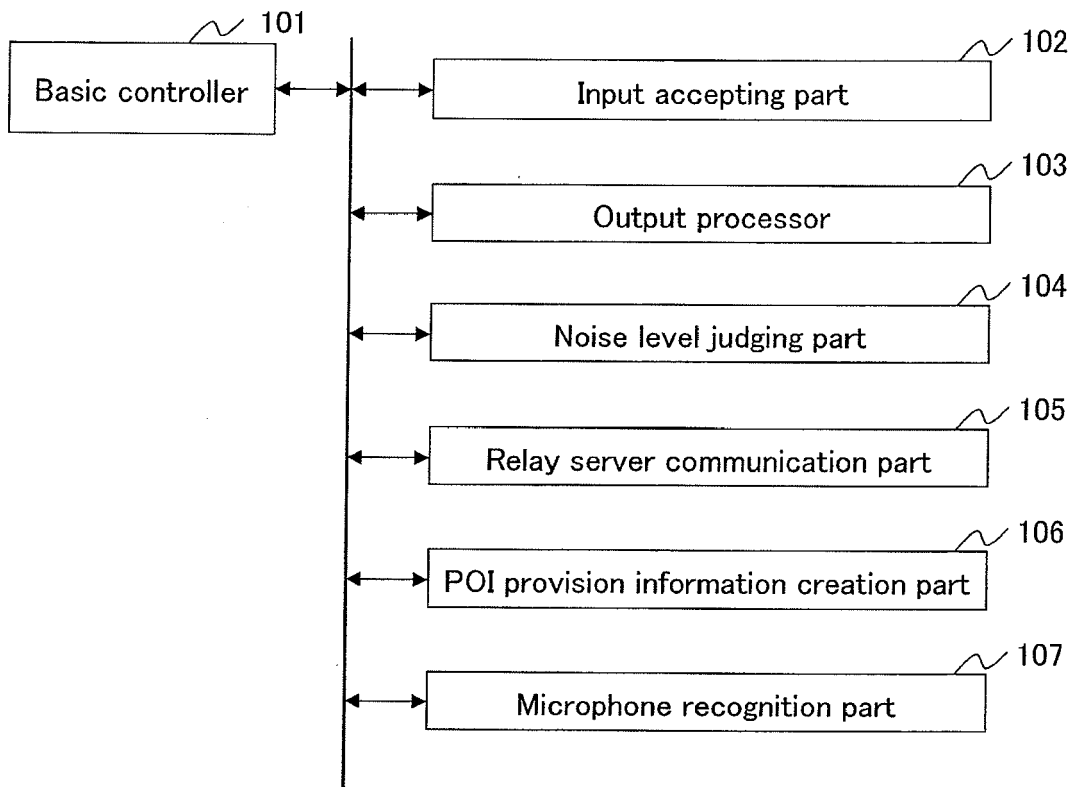 101
Basic controller
102
Input accepting part
103
Output processor
104
Noise level judging part
105
Relay server communication part
106
POI provision information creation part
107
Microphone recognition part